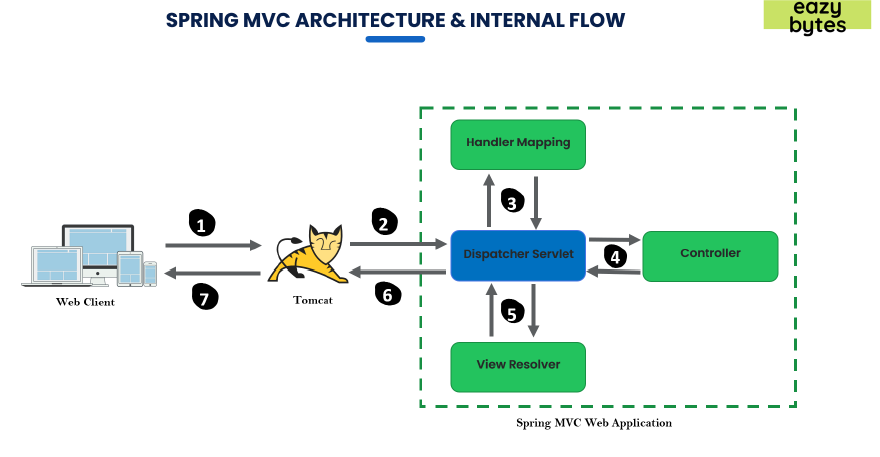 SPRING MVC ARCHITECTURE & INTERNAL FLOW
eazy
bytes
Handler Mapping
3
1
2
Dispatcher Servlet
4
Controller
7
6
5
Web Client
Tomcat
View Resolver
Spring MVC Web Application